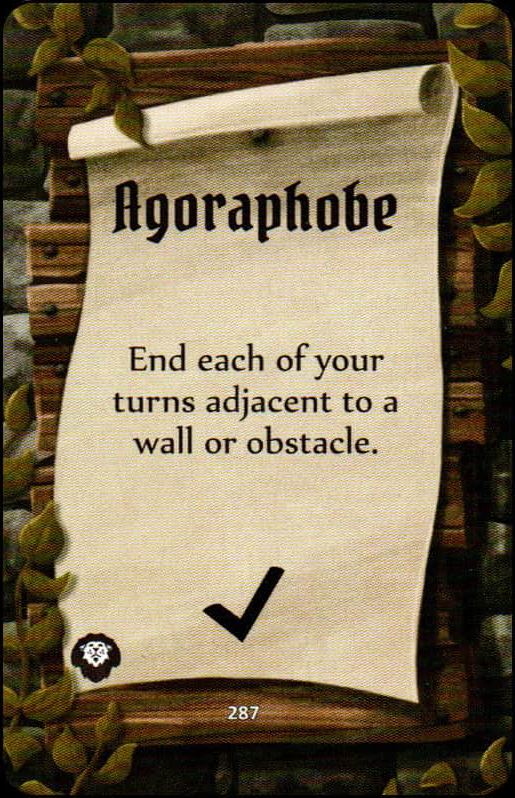 Agoraphobe
End each of your
turns adjacent to a
wall or obstacle.
287